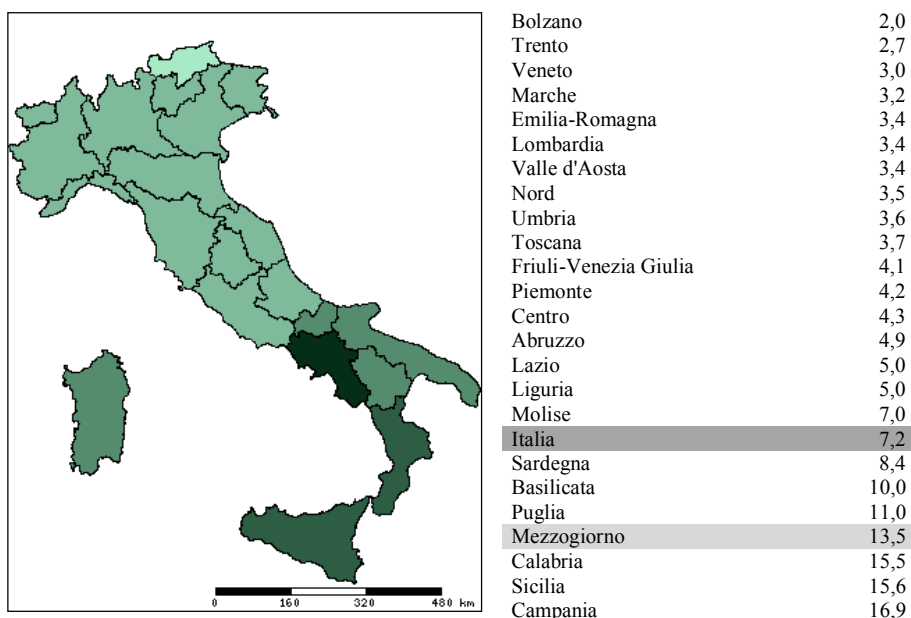 Bolzano 2,0
Trento 2,7
Veneto 3,0
Marche 3,2
Emilia-Romagna 3,4
Lombardia 3,4
Valle d'Aosta 3,4
Nord 3,5
Umbria 3,6
Toscana 3,7
Friuli-Venezia Giulia 4,1
Piemonte 4,2
Centro 4,3
Abruzzo 4,9
Lazio 5,0
Liguria 5,0
Molise 7,0
Italia 7,2
Sardegna 8,4
Basilicata 10,0
Puglia 11,0
Mezzogiorno 13,5
Calabria 15,5
Sicilia 15,6
Campania 16,9
0 160 320 480 km